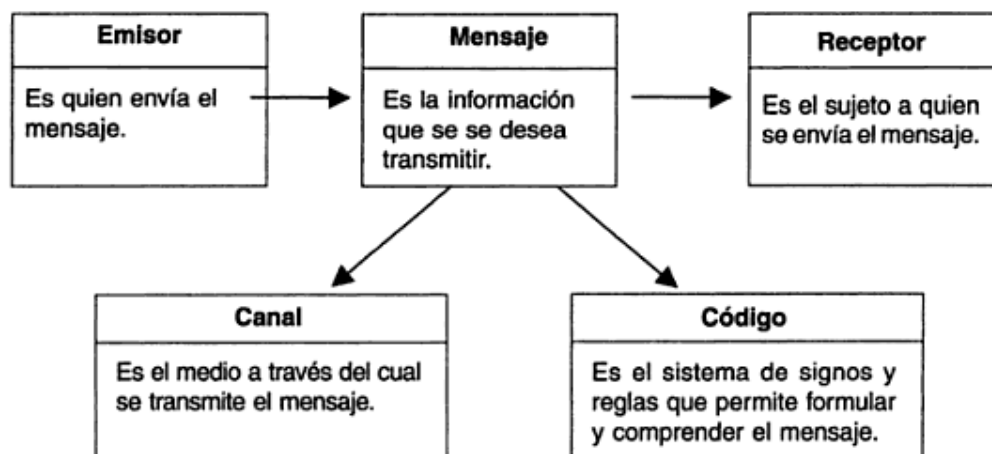 Emisor
Es quien envía el
mensaje.
Mensaje
Es la información
que se se desea
transmitir.
Receptor
Es el sujeto a quien
se envía el mensaje.
Canal
Es el medio a través del cual
se transmite el mensaje.
Código
Es el sistema de signos y
reglas que permite formular
y comprender el mensaje.